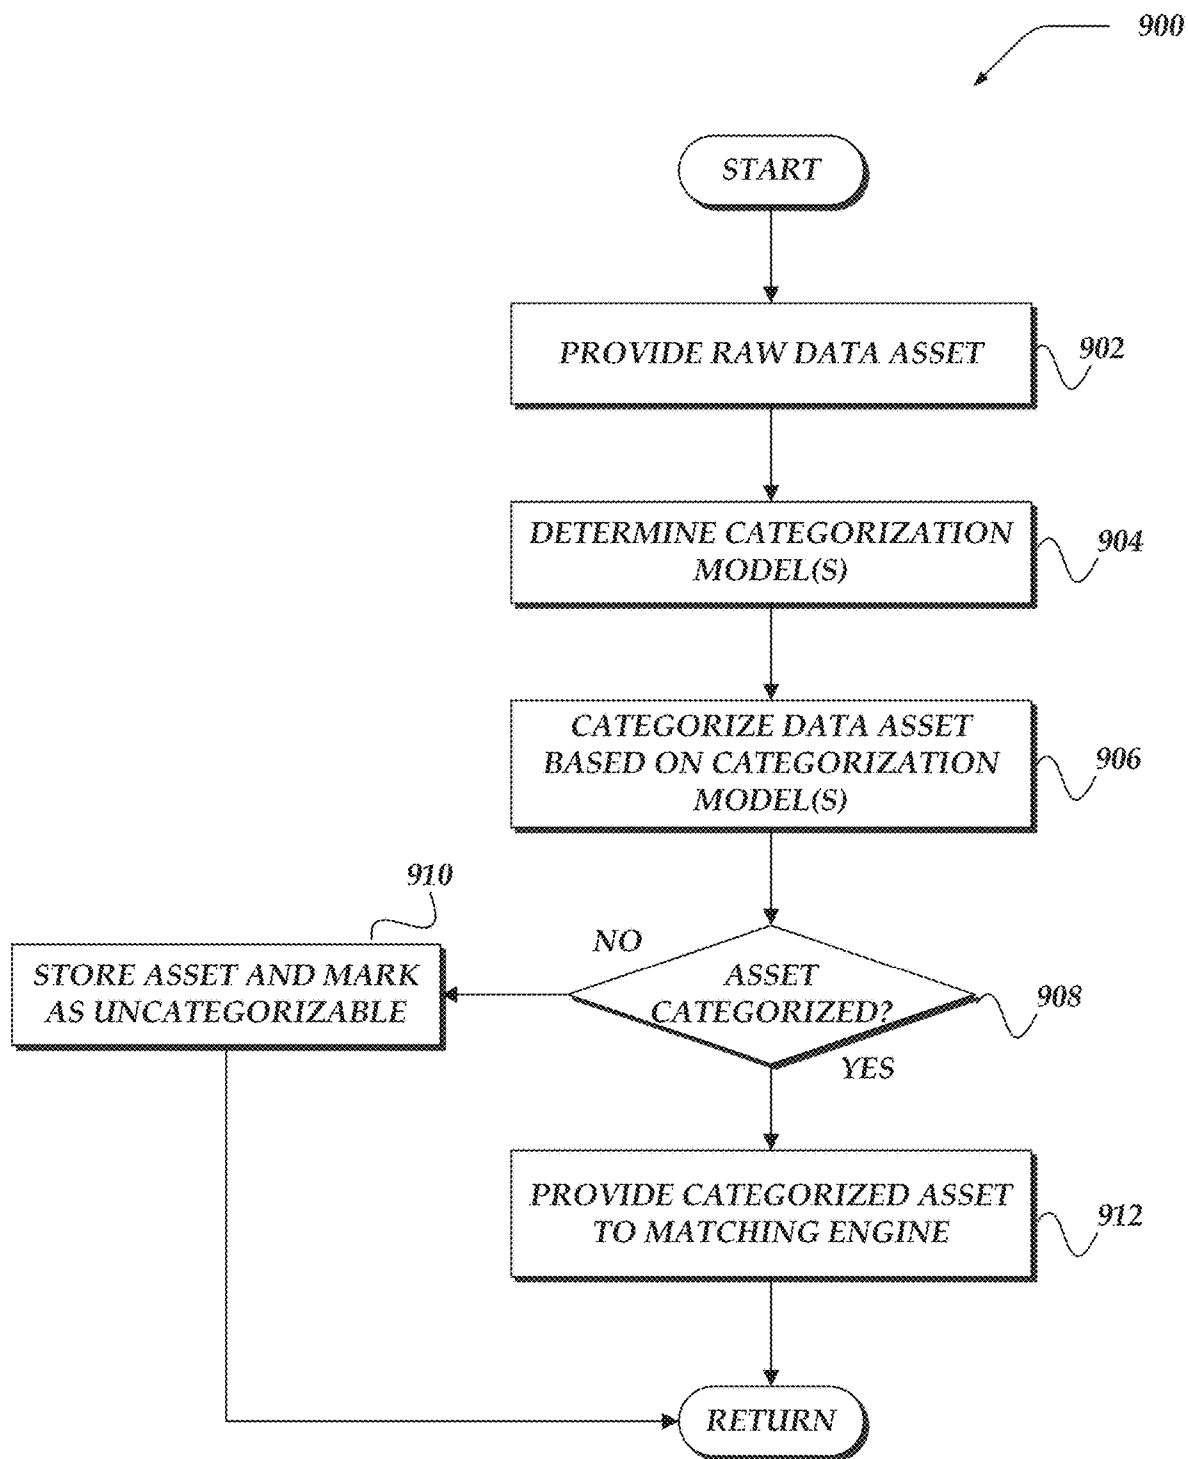 900
START
PROVIDE RAW DATA ASSET
902
DETERMINE CATEGORIZATION
MODEL(S)
904
CATEGORIZE DATA ASSET
BASED ON CATEGORIZATION
MODEL(S)
906
910
NO
STORE ASSET AND MARK
AS UNCATEGORIZABLE
ASSET
CATEGORIZED?
908
YES
PROVIDE CATEGORIZED ASSET
TO MATCHING ENGINE
912
RETURN